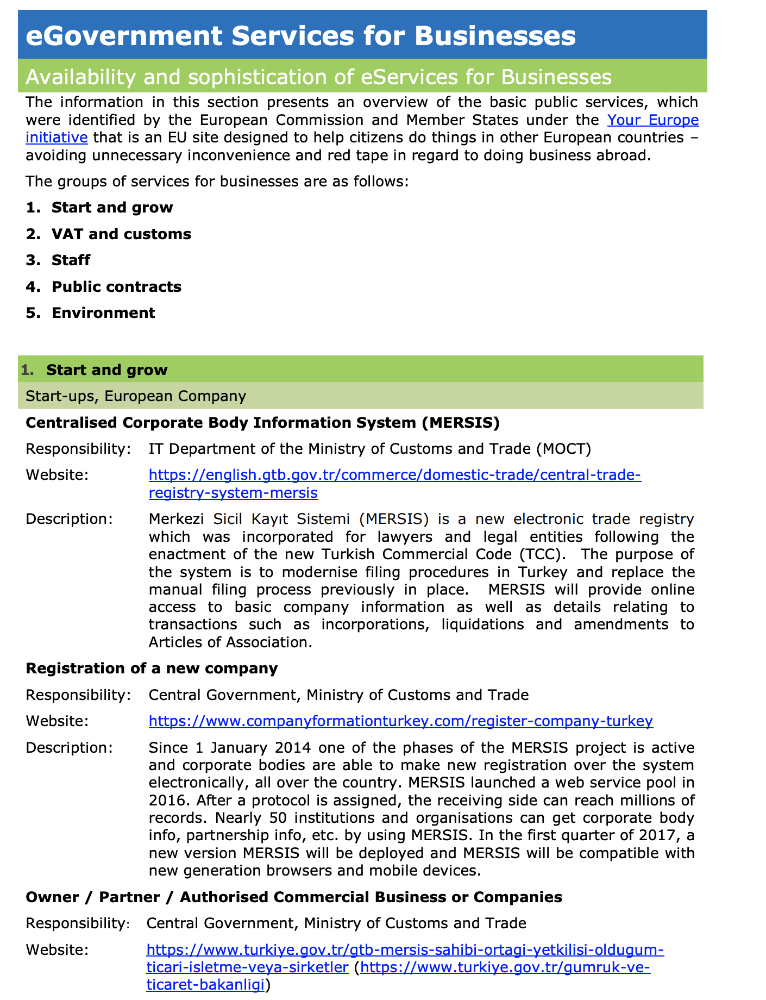 eGovernment Services for Businesses
Availability and sophistication of eServices for Businesses
The information in this section presents an overview of the basic public services, which
were identified by the European Commission and Member States under the Your Europe
initiative that is an EU site designed to help citizens do things in other European countries –
avoiding unnecessary inconvenience and red tape in regard to doing business abroad.
The groups of services for businesses are as follows:
1. Start and grow
2. VAT and customs
3. Staff
4. Public contracts
5. Environment
1. Start and grow
Start-ups, European Company
Centralised Corporate Body Information System (MERSIS)
Responsibility: IT Department of the Ministry of Customs and Trade (MOCT)
Website: https://english.gtb.gov.tr/commerce/domestic-trade/central-trade-
registry-system-mersis
Description: Merkezi Sicil Kayıt Sistemi (MERSIS) is a new electronic trade registry
which was incorporated for lawyers and legal entities following the
enactment of the new Turkish Commercial Code (TCC). The purpose of
the system is to modernise filing procedures in Turkey and replace the
manual filing process previously in place. MERSIS will provide online
access to basic company information as well as details relating to
transactions such as incorporations, liquidations and amendments to
Articles of Association.
Registration of a new company
Responsibility: Central Government, Ministry of Customs and Trade
Website: https://www.companyformationturkey.com/register-company-turkey
Description: Since 1 January 2014 one of the phases of the MERSIS project is active
and corporate bodies are able to make new registration over the system
electronically, all over the country. MERSIS launched a web service pool in
2016. After a protocol is assigned, the receiving side can reach millions of
records. Nearly 50 institutions and organisations can get corporate body
info, partnership info, etc. by using MERSIS. In the first quarter of 2017, a
new version MERSIS will be deployed and MERSIS will be compatible with
new generation browsers and mobile devices.
Owner / Partner / Authorised Commercial Business or Companies
Responsibility: Central Government, Ministry of Customs and Trade
Website: https://www.turkiye.gov.tr/gtb-mersis-sahibi-ortagi-yetkilisi-oldugum-
ticari-isletme-veya-sirketler (https://www.turkiye.gov.tr/gumruk-ve-
ticaret-bakanligi)